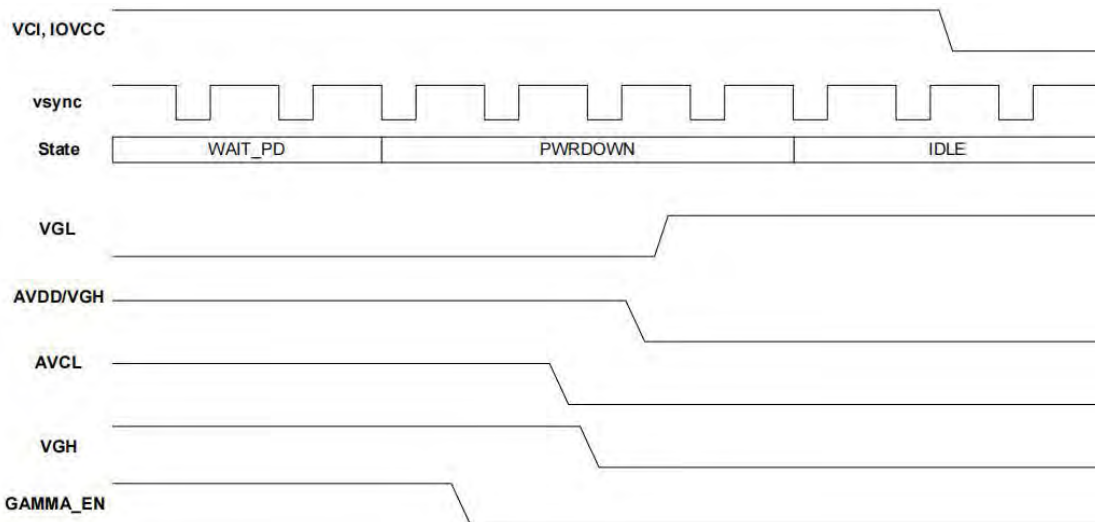 VCI, IOVCC
vsync
State WAIT_PD PWRDOWN IDLE
VGL
AVDD/VGH
AVCL
VGH
GAMMA_EN